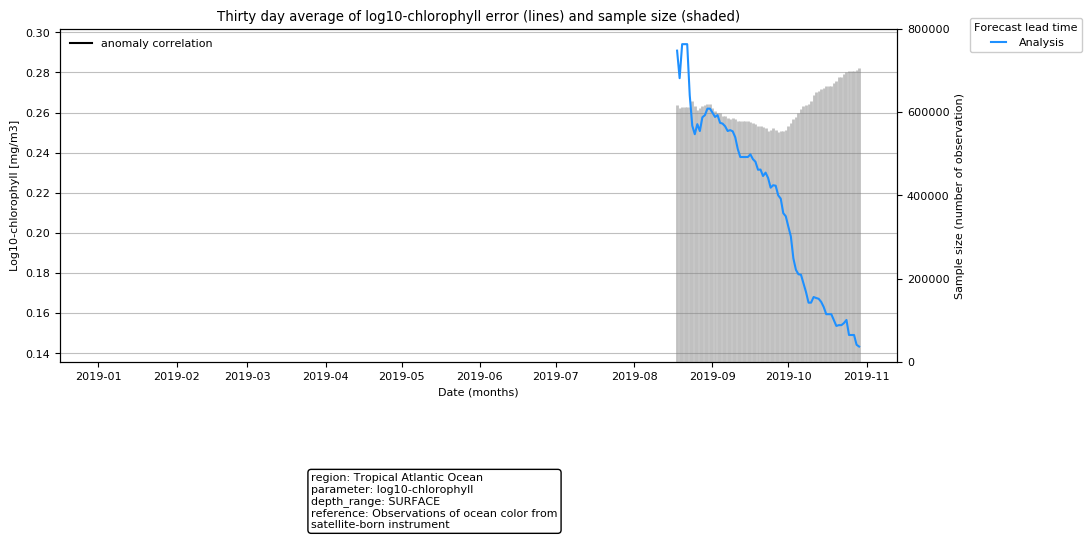 Thirty day average of log10-chlorophyll error (lines) and sample size (shaded)
Forecast lead time
Analysis
anomaly correlation
Log10-chlorophyll [mg/m3]
0.30
0.28
0.26
0.24
0.22
0.20
0.18
0.16
0.14
800000
600000
400000
200000
0
Sample size (number of observation)
2019-01 2019-02 2019-03 2019-04 2019-05 2019-06 2019-07 2019-08 2019-09 2019-10 2019-11
Date (months)
region: Tropical Atlantic Ocean
parameter: log10-chlorophyll
depth_range: SURFACE
reference: Observations of ocean color from
satellite-born instrument